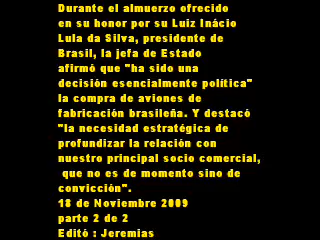 Durante el almuerzo ofrecido
en su honor por su Luiz Inácio
Lula da Silva, presidente de
Brasil, la jefa de Estado
afirmó que "ha sido una
decisión esencialmente política"
la compra de aviones de
fabricación brasileña. Y destacó
"la necesidad estratégica de
profundizar la relación con
nuestro principal socio comercial,
que no es de momento sino de
convicción".
18 de Noviembre 2009
parte 2 de 2
Editó : Jeremias